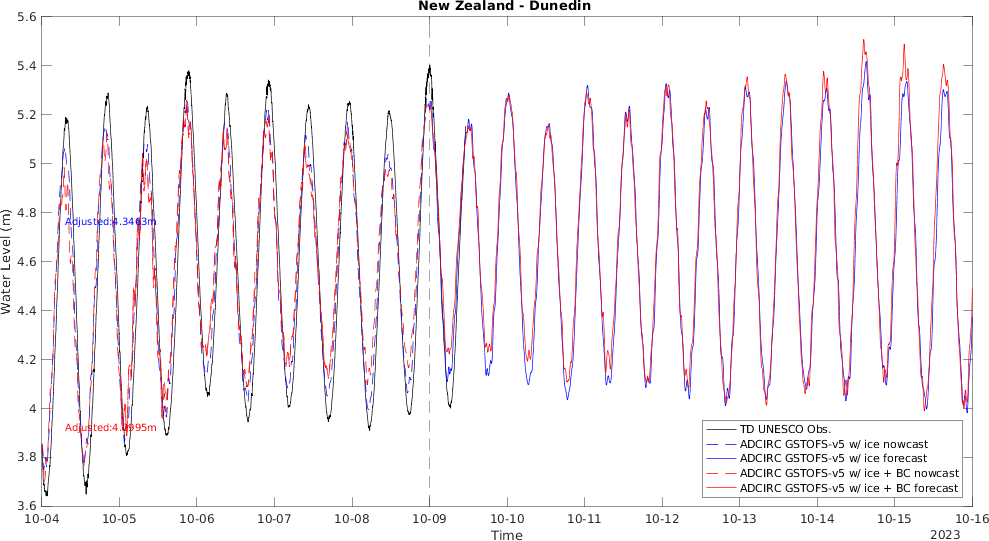 New Zealand - Dunedin
5.6
5.4
5.2
5
4.8
4.6
4.4
4.2
4
3.8
3.6
Water Level (m)
Adjusted:4.3463m
Adjusted:4.2995m
TD UNESCO Obs.
ADCIRC GSTOFS-v5 w/ ice nowcast
ADCIRC GSTOFS-v5 w/ ice forecast
ADCIRC GSTOFS-v5 w/ ice + BC nowcast
ADCIRC GSTOFS-v5 w/ ice + BC forecast
10-04 10-05 10-06 10-07 10-08 10-09 10-10 10-11 10-12 10-13 10-14 10-15 10-16
Time
2023